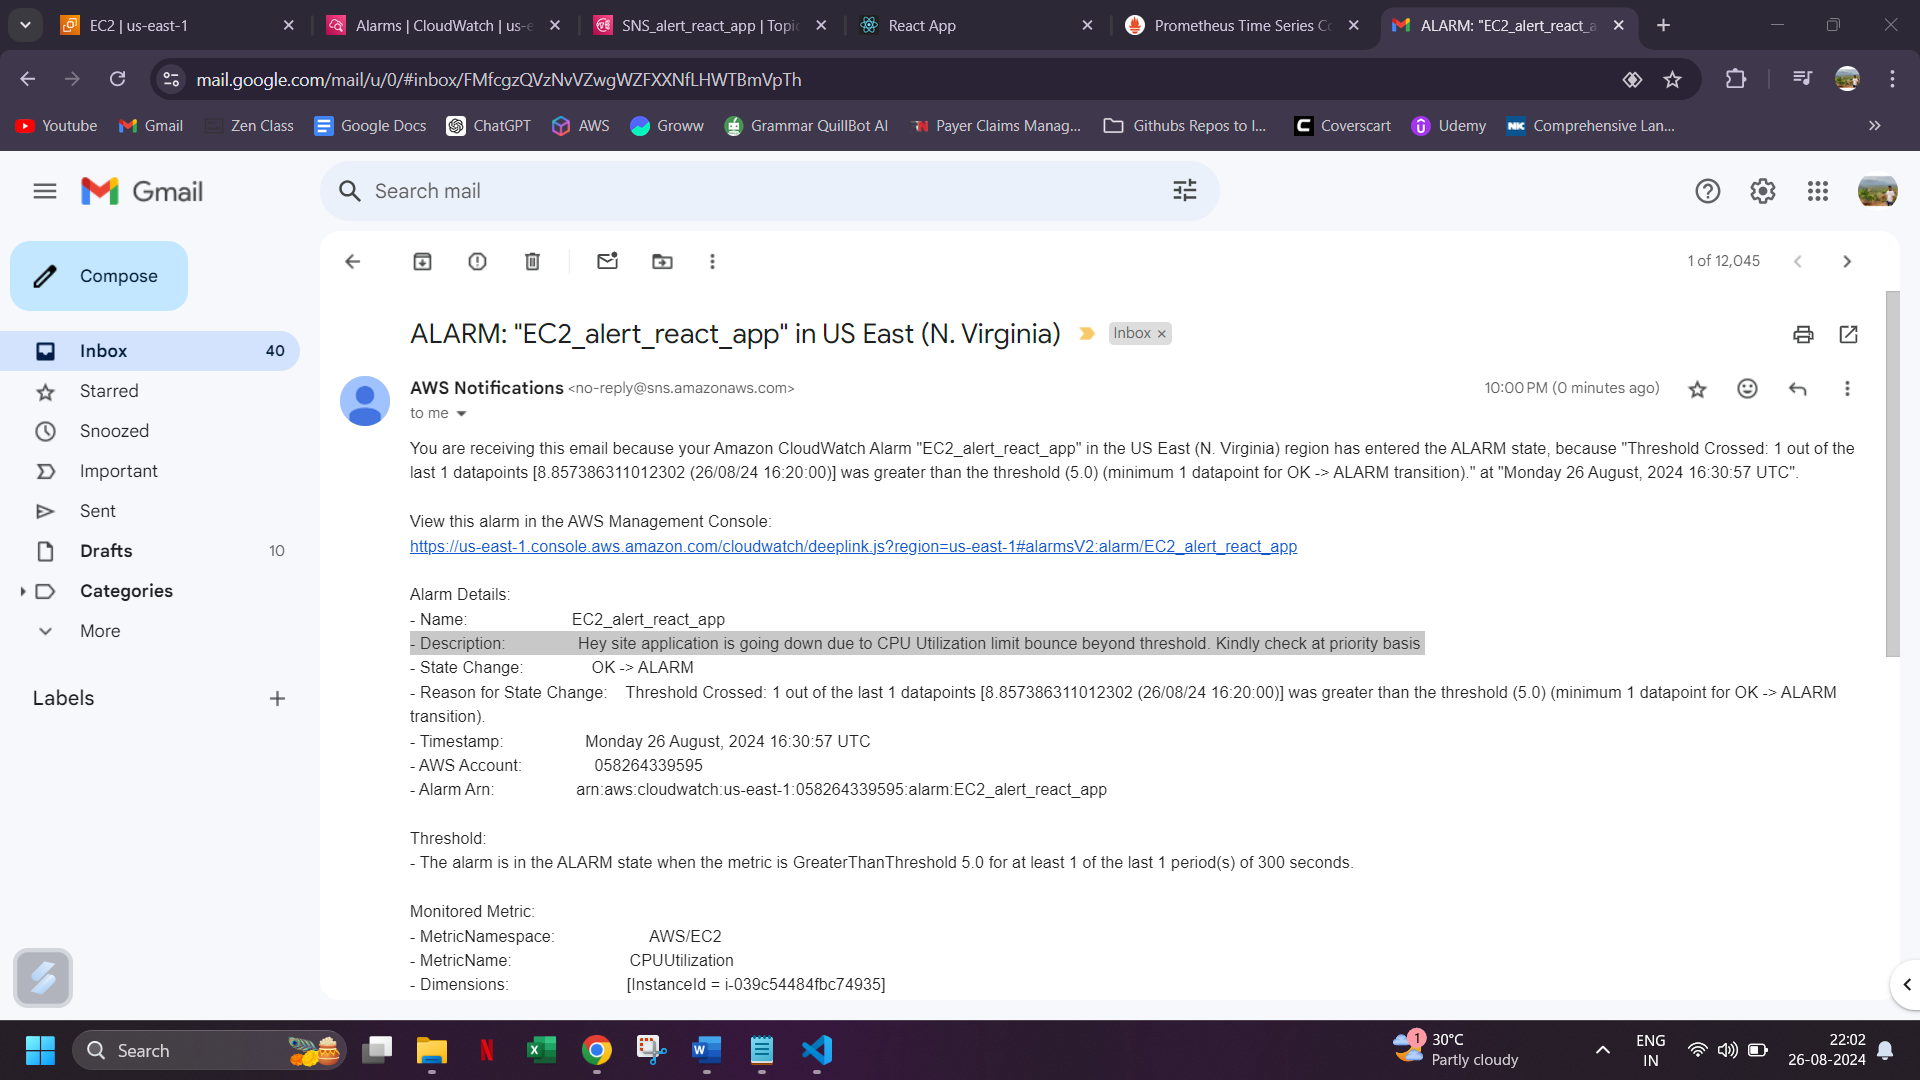 EC2 | us-east-1
Alarms | CloudWatch | us-e
SNS_alert_react_app | Topic
React App
Prometheus Time Series Co
ALARM: "EC2_alert_react_a
mail.google.com/mail/u/0/#inbox/FMfcgzQVzNvVZwgWZFXXNfLHWTBmVpTh
Youtube
Gmail
Zen Class
Google Docs
ChatGPT
AWS
Groww
Grammar QuillBot AI
Payer Claims Manag...
Githubs Repos to I...
Coverscart
Udemy
NK
Comprehensive Lan...
Gmail
Search mail
Compose
1 of 12,045
Inbox 40
Starred
Snoozed
Important
Sent
Drafts 10
Categories
More
Labels
ALARM: "EC2_alert_react_app" in US East (N. Virginia)
Inbox
AWS Notifications <no-reply@sns.amazonaws.com>
10:00 PM (0 minutes ago)
to me
You are receiving this email because your Amazon CloudWatch Alarm "EC2_alert_react_app" in the US East (N. Virginia) region has entered the ALARM state, because "Threshold Crossed: 1 out of the
last 1 datapoints [8.857386311012302 (26/08/24 16:20:00)] was greater than the threshold (5.0) (minimum 1 datapoint for OK -> ALARM transition)." at "Monday 26 August, 2024 16:30:57 UTC".
View this alarm in the AWS Management Console:
https://us-east-1.console.aws.amazon.com/cloudwatch/deeplink.js?region=us-east-1#alarmsV2:alarm/EC2_alert_react_app
Alarm Details:
- Name: EC2_alert_react_app
- Description: Hey site application is going down due to CPU Utilization limit bounce beyond threshold. Kindly check at priority basis
- State Change: OK -> ALARM
- Reason for State Change: Threshold Crossed: 1 out of the last 1 datapoints [8.857386311012302 (26/08/24 16:20:00)] was greater than the threshold (5.0) (minimum 1 datapoint for OK -> ALARM
transition).
- Timestamp: Monday 26 August, 2024 16:30:57 UTC
- AWS Account: 058264339595
- Alarm Arn: arn:aws:cloudwatch:us-east-1:058264339595:alarm:EC2_alert_react_app
Threshold:
- The alarm is in the ALARM state when the metric is GreaterThanThreshold 5.0 for at least 1 of the last 1 period(s) of 300 seconds.
Monitored Metric:
- MetricNamespace: AWS/EC2
- MetricName: CPUUtilization
- Dimensions: [InstanceId = i-039c54484fbc74935]
Search
1
30°C
Partly cloudy
ENG
IN
22:02
26-08-2024